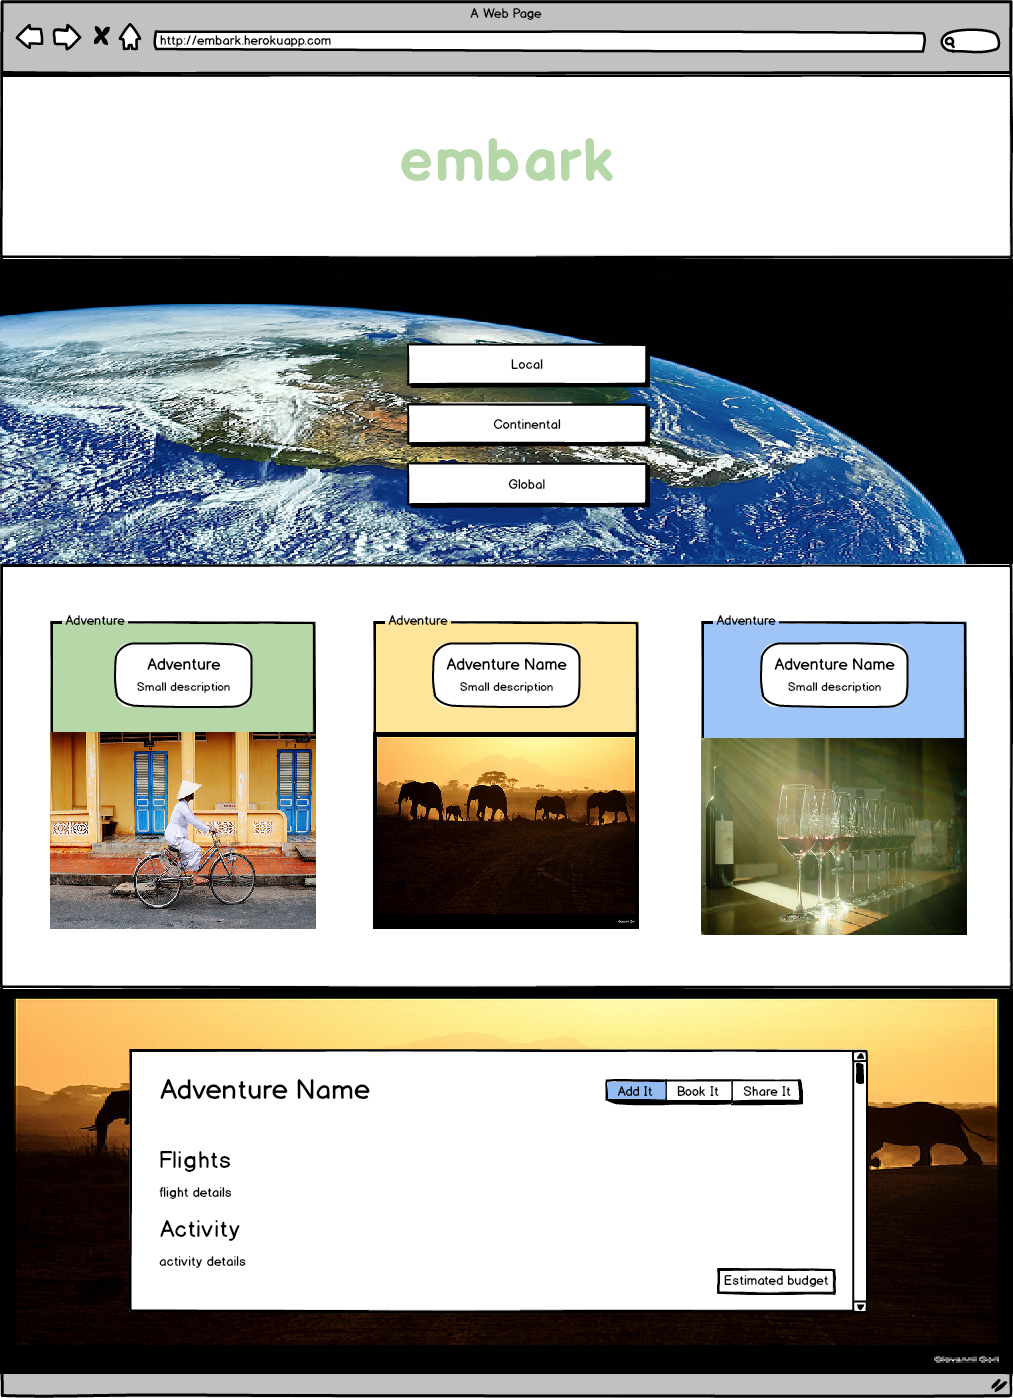 A Web Page
http://embark.herokuapp.com
embark
Local
Continental
Global
Adventure
Adventure
Small description
Adventure
Adventure Name
Small description
Adventure
Adventure Name
Small description
Adventure Name
Add It
Book It
Share It
Flights
flight details
Activity
activity details
Estimated budget